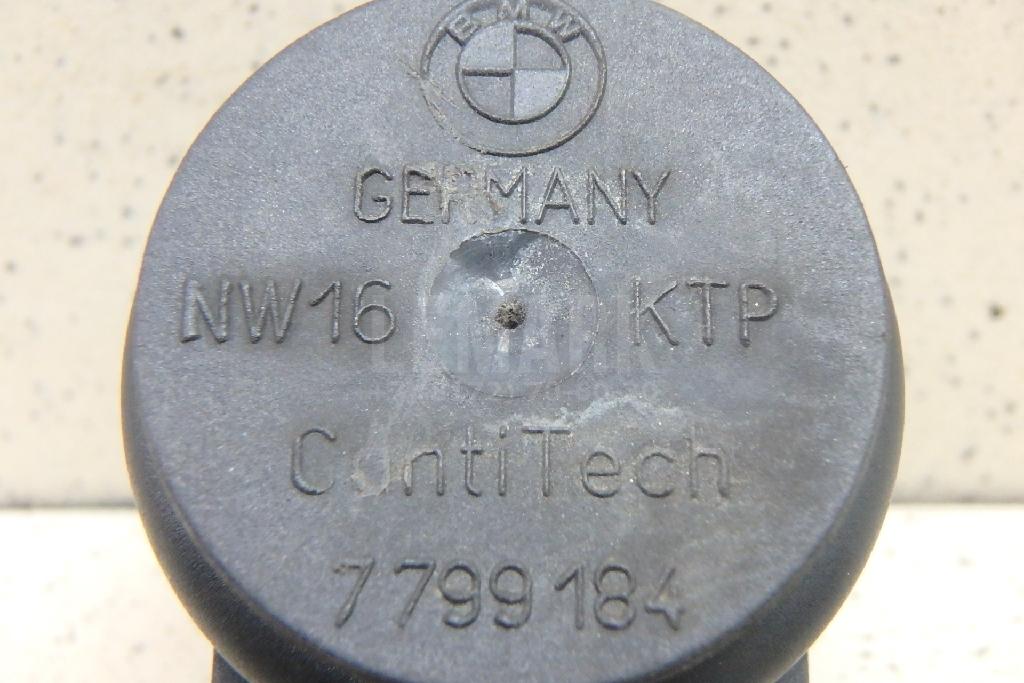 BMW
GERMANY
NW16 KTP
ContiTech
7 799 184